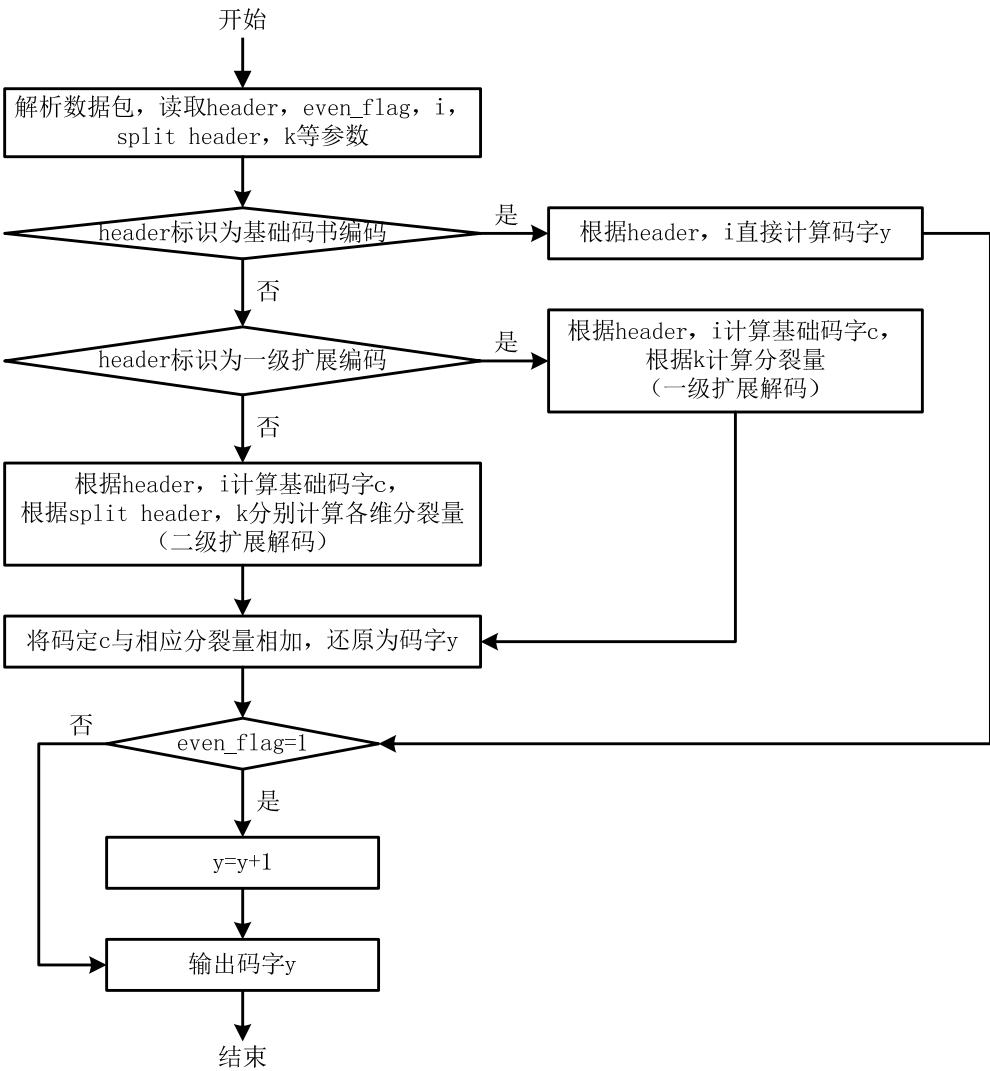 开始
解析数据包，读取header，even_flag，i，
split header，k等参数
header标识为基础码书编码
是
根据header，i直接计算码字y
否
header标识为一级扩展编码
是
根据header，i计算基础码字c，
根据k计算分裂量
（一级扩展解码）
否
根据header，i计算基础码字c，
根据split header，k分别计算各维分裂量
（二级扩展解码）
将码定c与相应分裂量相加，还原为码字y
否
even_flag=1
是
y=y+1
输出码字y
结束